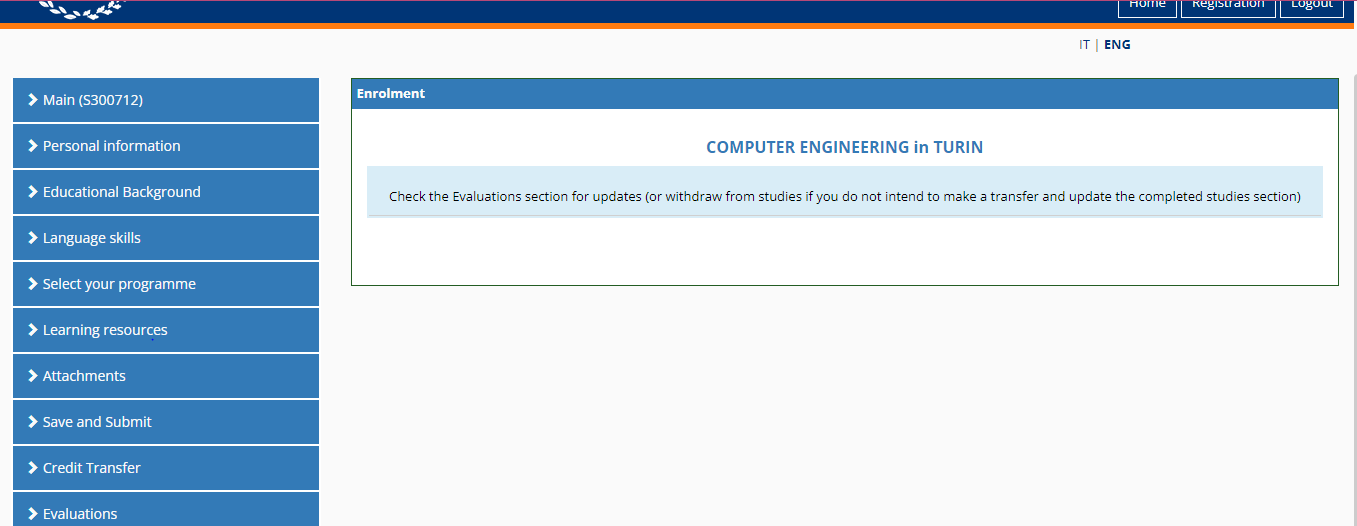 Home Registration Logout
IT | ENG
Main (S300712)
Personal information
Educational Background
Language skills
Select your programme
Learning resources
Attachments
Save and Submit
Credit Transfer
Evaluations
Enrolment
COMPUTER ENGINEERING in TURIN
Check the Evaluations section for updates (or withdraw from studies if you do not intend to make a transfer and update the completed studies section)